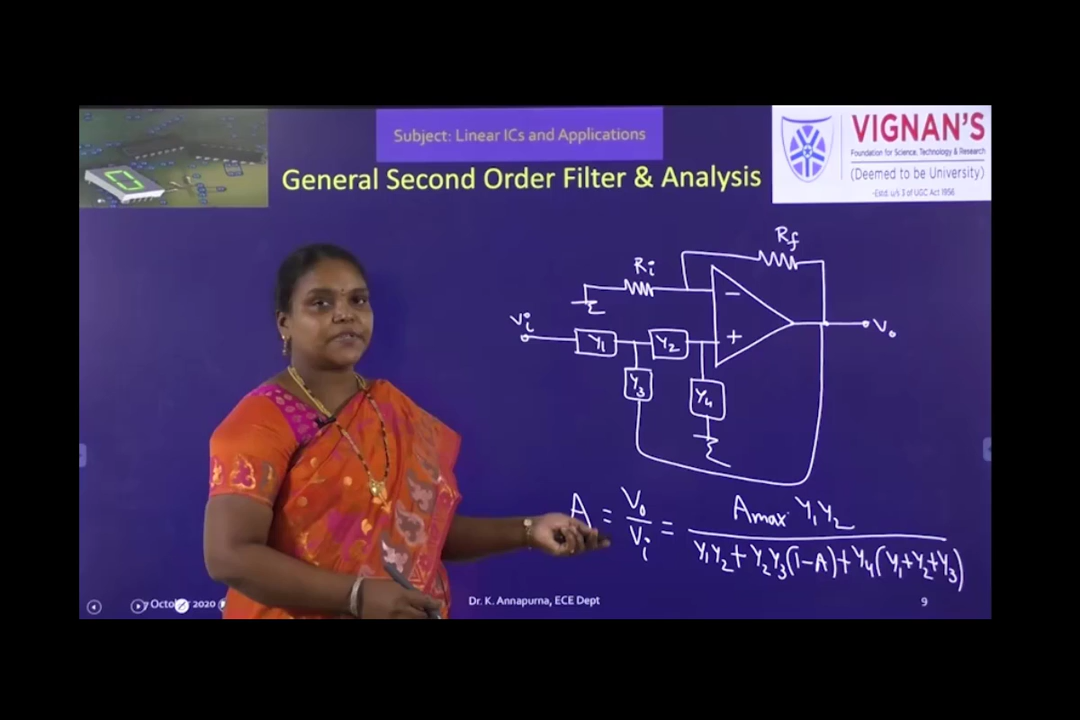 Subject: Linear ICs and Applications
VIGNAN'S
Foundation for Science, Technology & Research
(Deemed to be University)
-Estd. u/s 3 of UGC Act 1956
General Second Order Filter & Analysis
Rf
Ri
−
Vi
Y1
Y2
+
Vo
Y3
Y4
A = Vo/Vi = Amax Y1Y2 / Y1Y2 + Y2Y3(1-A) + Y4(Y1+Y2+Y3)
2020
Dr. K. Annapurna, ECE Dept
9